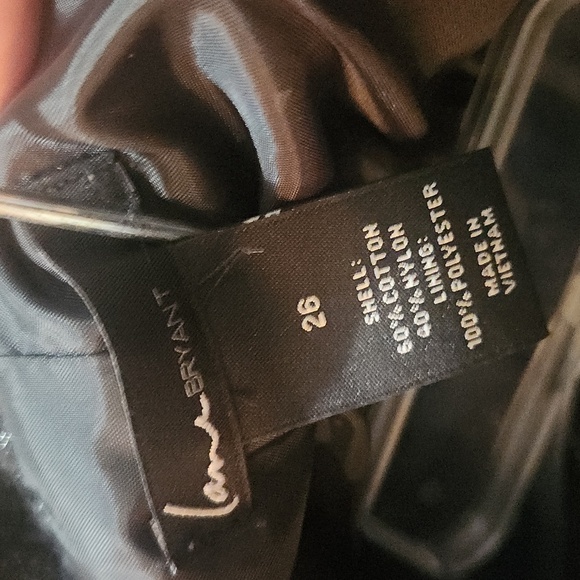 Lane BRYANT
26
SHELL:
60% COTTON
40% NYLON
LINING:
100% POLYESTER
MADE IN
VIETNAM